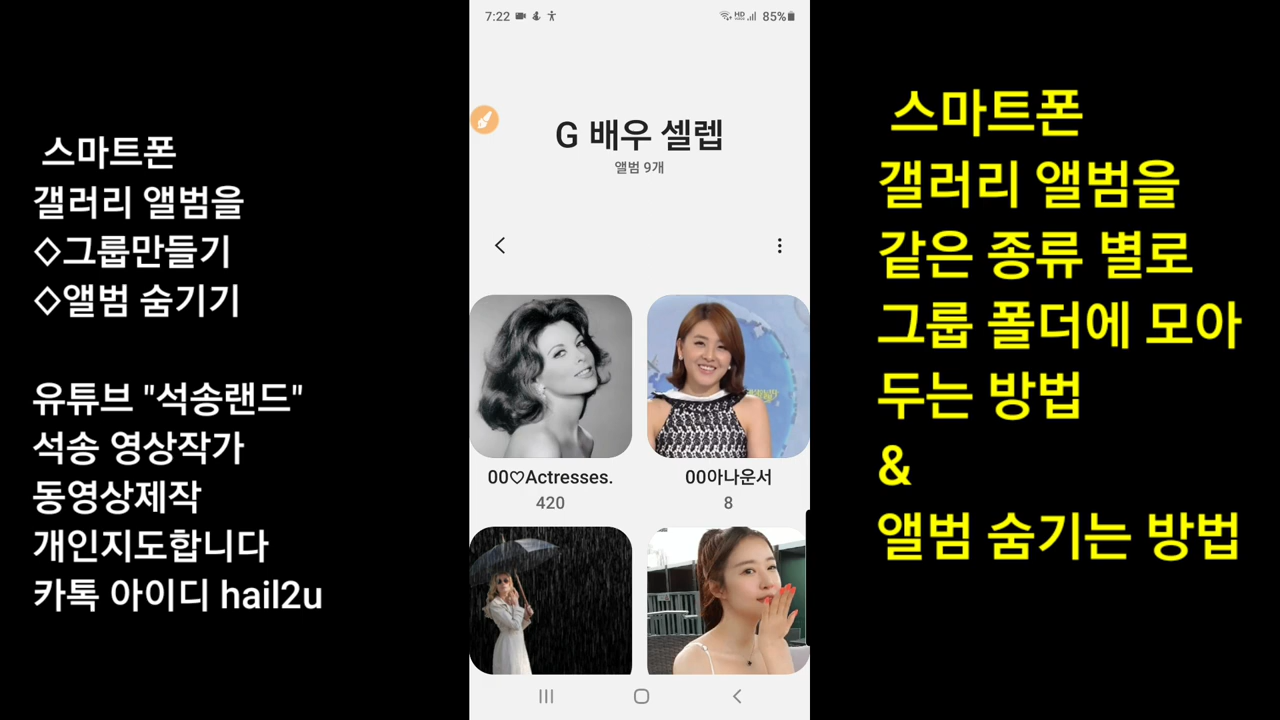 스마트폰
갤러리 앨범을
◇그룹만들기
◇앨범 숨기기
유튜브 "석송랜드"
석송 영상작가
동영상제작
개인지도합니다
카톡 아이디 hail2u
7:22
HD
85%
G 배우 셀렙
앨범 9개
00♡Actresses.
420
00아나운서
8
스마트폰
갤러리 앨범을
같은 종류 별로
그룹 폴더에 모아
두는 방법
&
앨범 숨기는 방법